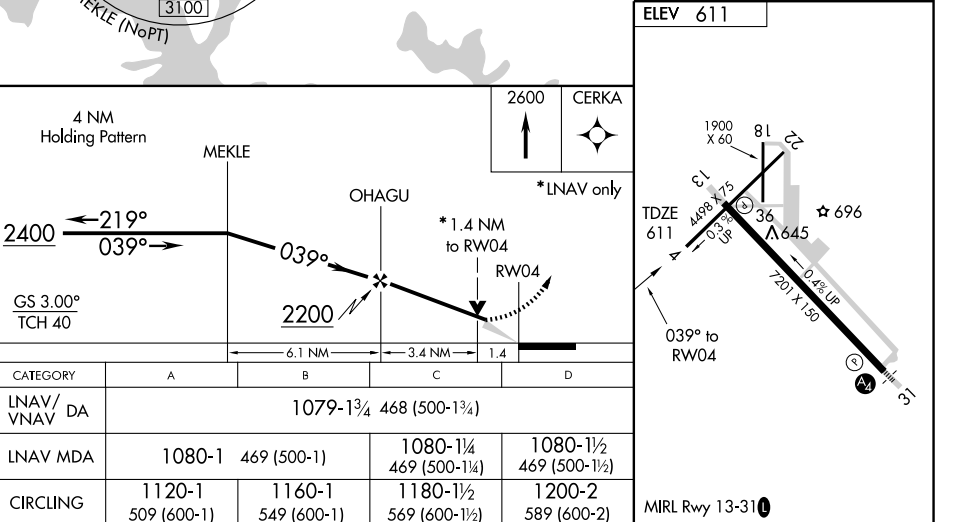 3100
MEKLE (NoPT)
4 NM
Holding Pattern
MEKLE
2600
CERKA
*LNAV only
OHAGU
2400
219°
039°
039°
* 1.4 NM
to RW04
RW04
2200
GS 3.00°
TCH 40
6.1 NM
3.4 NM
1.4
CATEGORY A B C D
LNAV/VNAV DA 1079-1¾ 468 (500-1¾)
LNAV MDA 1080-1 469 (500-1) 1080-1¼ 469 (500-1¼) 1080-1½ 469 (500-1½)
CIRCLING 1120-1 509 (600-1) 1160-1 549 (600-1) 1180-1½ 569 (600-1½) 1200-2 589 (600-2)
ELEV 611
1900
X 60
18
22
13
4498 X 75
TDZE
611
0.3%
UP
P
36
696
645
4
0.4% UP
7201 X 150
039° to
RW04
P
A4
31
MIRL Rwy 13-31 L